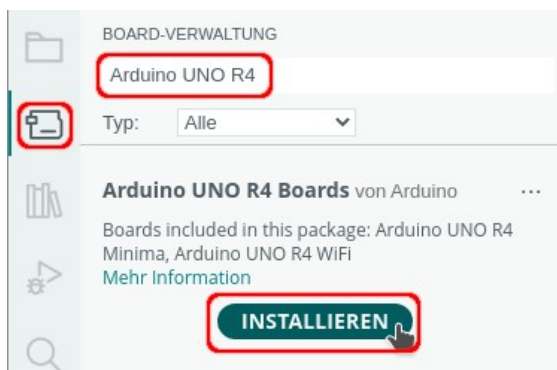 BOARD-VERWALTUNG
Arduino UNO R4
Typ: Alle
Arduino UNO R4 Boards von Arduino ...
Boards included in this package: Arduino UNO R4
Minima, Arduino UNO R4 WiFi
Mehr Information
INSTALLIEREN